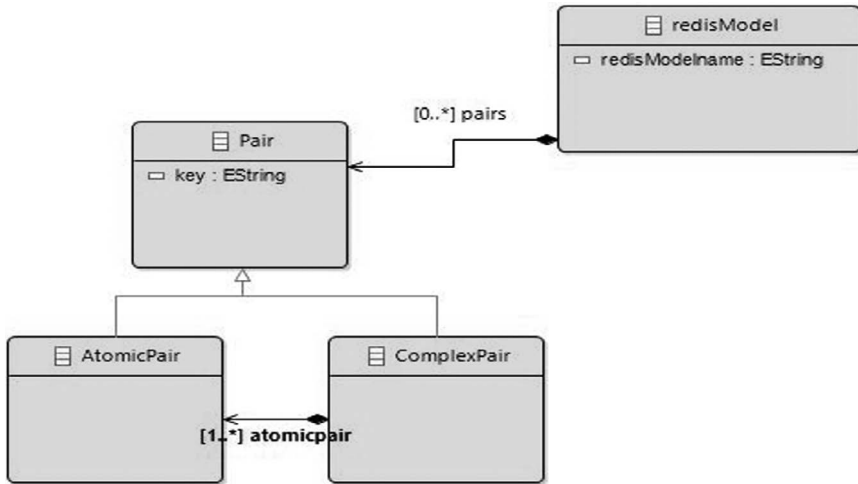 redisModel
redisModelname : EString
[0..*] pairs
Pair
key : EString
AtomicPair
ComplexPair
[1..*] atomicpair